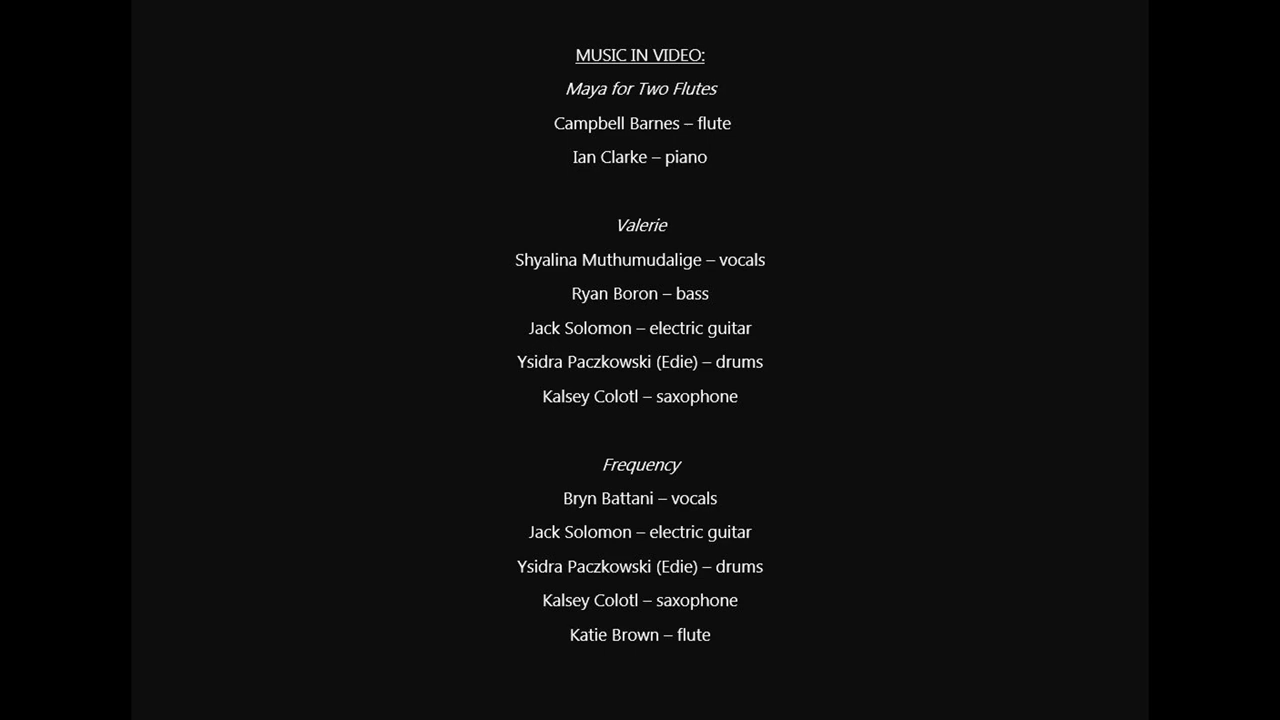 MUSIC IN VIDEO:
Maya for Two Flutes
Campbell Barnes – flute
Ian Clarke – piano
Valerie
Shyalina Muthumudalige – vocals
Ryan Boron – bass
Jack Solomon – electric guitar
Ysidra Paczkowski (Edie) – drums
Kalsey Colotl – saxophone
Frequency
Bryn Battani – vocals
Jack Solomon – electric guitar
Ysidra Paczkowski (Edie) – drums
Kalsey Colotl – saxophone
Katie Brown – flute